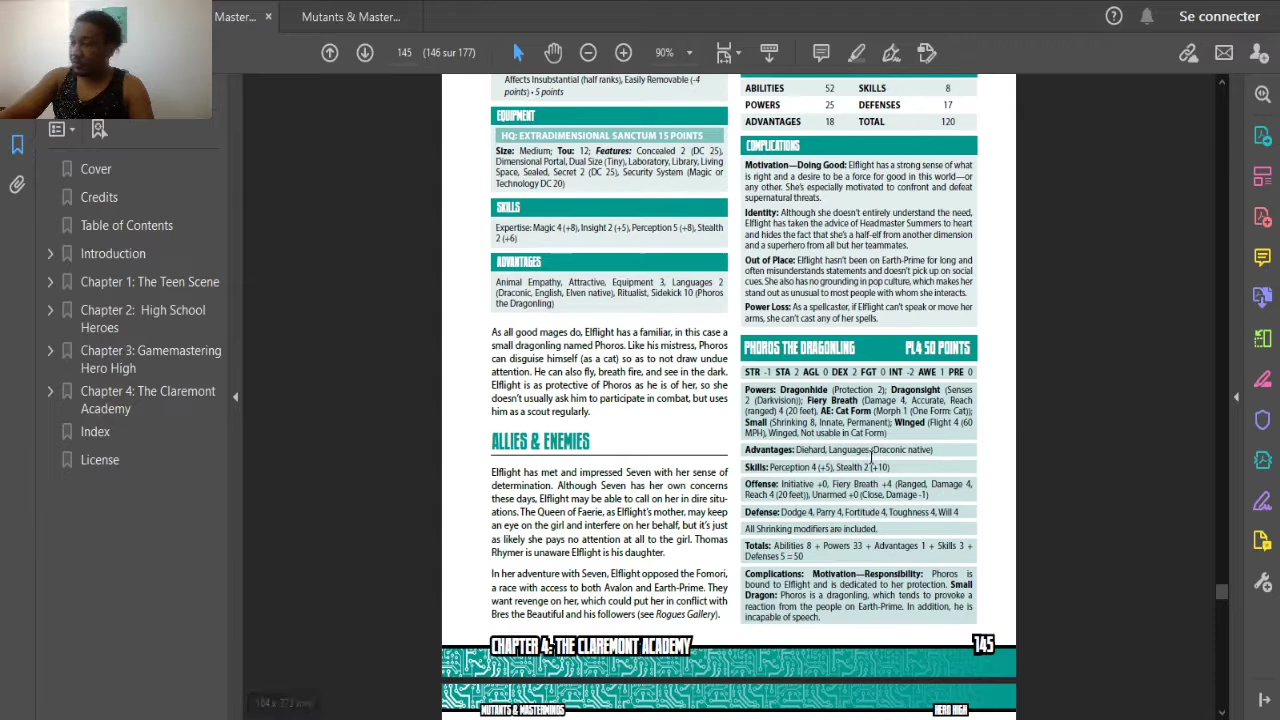 Master...
Mutants & Master...
Se connecter
145
(146 sur 177)
90%
Cover
Credits
Table of Contents
Introduction
Chapter 1: The Teen Scene
Chapter 2: High School
Heroes
Chapter 3: Gamemastering
Hero High
Chapter 4: The Claremont
Academy
Index
License
Affects Insubstantial (half ranks), Easily Removable (-4
points) • 5 points
EQUIPMENT
HQ: EXTRADIMENSIONAL SANCTUM 15 POINTS
Size: Medium; Tou: 12; Features: Concealed 2 (DC 25),
Dimensional Portal, Dual Size (Tiny), Laboratory, Library, Living
Space, Sealed, Secret 2 (DC 25), Security System (Magic or
Technology DC 20)
SKILLS
Expertise: Magic 4 (+8), Insight 2 (+5), Perception 5 (+8), Stealth
2 (+6)
ADVANTAGES
Animal Empathy, Attractive, Equipment 3, Languages 2
(Draconic, English, Elven native), Ritualist, Sidekick 10 (Phoros
the Dragonling)
As all good mages do, Elflight has a familiar, in this case a
small dragonling named Phoros. Like his mistress, Phoros
can disguise himself (as a cat) so as to not draw undue
attention. He can also fly, breath fire, and see in the dark.
Elflight is as protective of Phoros as he is of her, so she
doesn't usually ask him to participate in combat, but uses
him as a scout regularly.
ALLIES & ENEMIES
Elflight has met and impressed Seven with her sense of
determination. Although Seven has her own concerns
these days, Elflight may be able to call on her in dire situ-
ations. The Queen of Faerie, as Elflight's mother, may keep
an eye on the girl and interfere on her behalf, but it's just
as likely she pays no attention at all to the girl. Thomas
Rhymer is unaware Elflight is his daughter.
In her adventure with Seven, Elflight opposed the Fomori,
a race with access to both Avalon and Earth-Prime. They
want revenge on her, which could put her in conflict with
Bres the Beautiful and his followers (see Rogues Gallery).
ABILITIES 52 SKILLS 8
POWERS 25 DEFENSES 17
ADVANTAGES 18 TOTAL 120
COMPLICATIONS
Motivation—Doing Good: Elflight has a strong sense of what
is right and a desire to be a force for good in this world—or
any other. She's especially motivated to confront and defeat
supernatural threats.
Identity: Although she doesn't entirely understand the need,
Elflight has taken the advice of Headmaster Summers to heart
and hides the fact that she's a half-elf from another dimension
and a superhero from all but her teammates.
Out of Place: Elflight hasn't been on Earth-Prime for long and
often misunderstands statements and doesn't pick up on social
cues. She also has no grounding in pop culture, which makes her
stand out as unusual to most people with whom she interacts.
Power Loss: As a spellcaster, if Elflight can't speak or move her
arms, she can't cast any of her spells.
PHOROS THE DRAGONLING PL4 50 POINTS
STR -1 STA 2 AGL 0 DEX 2 FGT 0 INT -2 AWE 1 PRE 0
Powers: Dragonhide (Protection 2); Dragonsight (Senses
2 (Darkvision)); Fiery Breath (Damage 4, Accurate, Reach
(ranged) 4 (20 feet), AE: Cat Form (Morph 1 (One Form: Cat));
Small (Shrinking 8, Innate, Permanent); Winged (Flight 4 (60
MPH), Winged, Not usable in Cat Form)
Advantages: Diehard, Languages (Draconic native)
Skills: Perception 4 (+5), Stealth 2 (+10)
Offense: Initiative +0, Fiery Breath +4 (Ranged, Damage 4,
Reach 4 (20 feet)), Unarmed +0 (Close, Damage -1)
Defense: Dodge 4, Parry 4, Fortitude 4, Toughness 4, Will 4
All Shrinking modifiers are included.
Totals: Abilities 8 + Powers 33 + Advantages 1 + Skills 3 +
Defenses 5 = 50
Complications: Motivation—Responsibility: Phoros is
bound to Elflight and is dedicated to her protection. Small
Dragon: Phoros is a dragonling, which tends to provoke a
reaction from the people on Earth-Prime. In addition, he is
incapable of speech.
CHAPTER 4: THE CLAREMONT ACADEMY
145
MUTANTS & MASTERMINDS
HERO HIGH